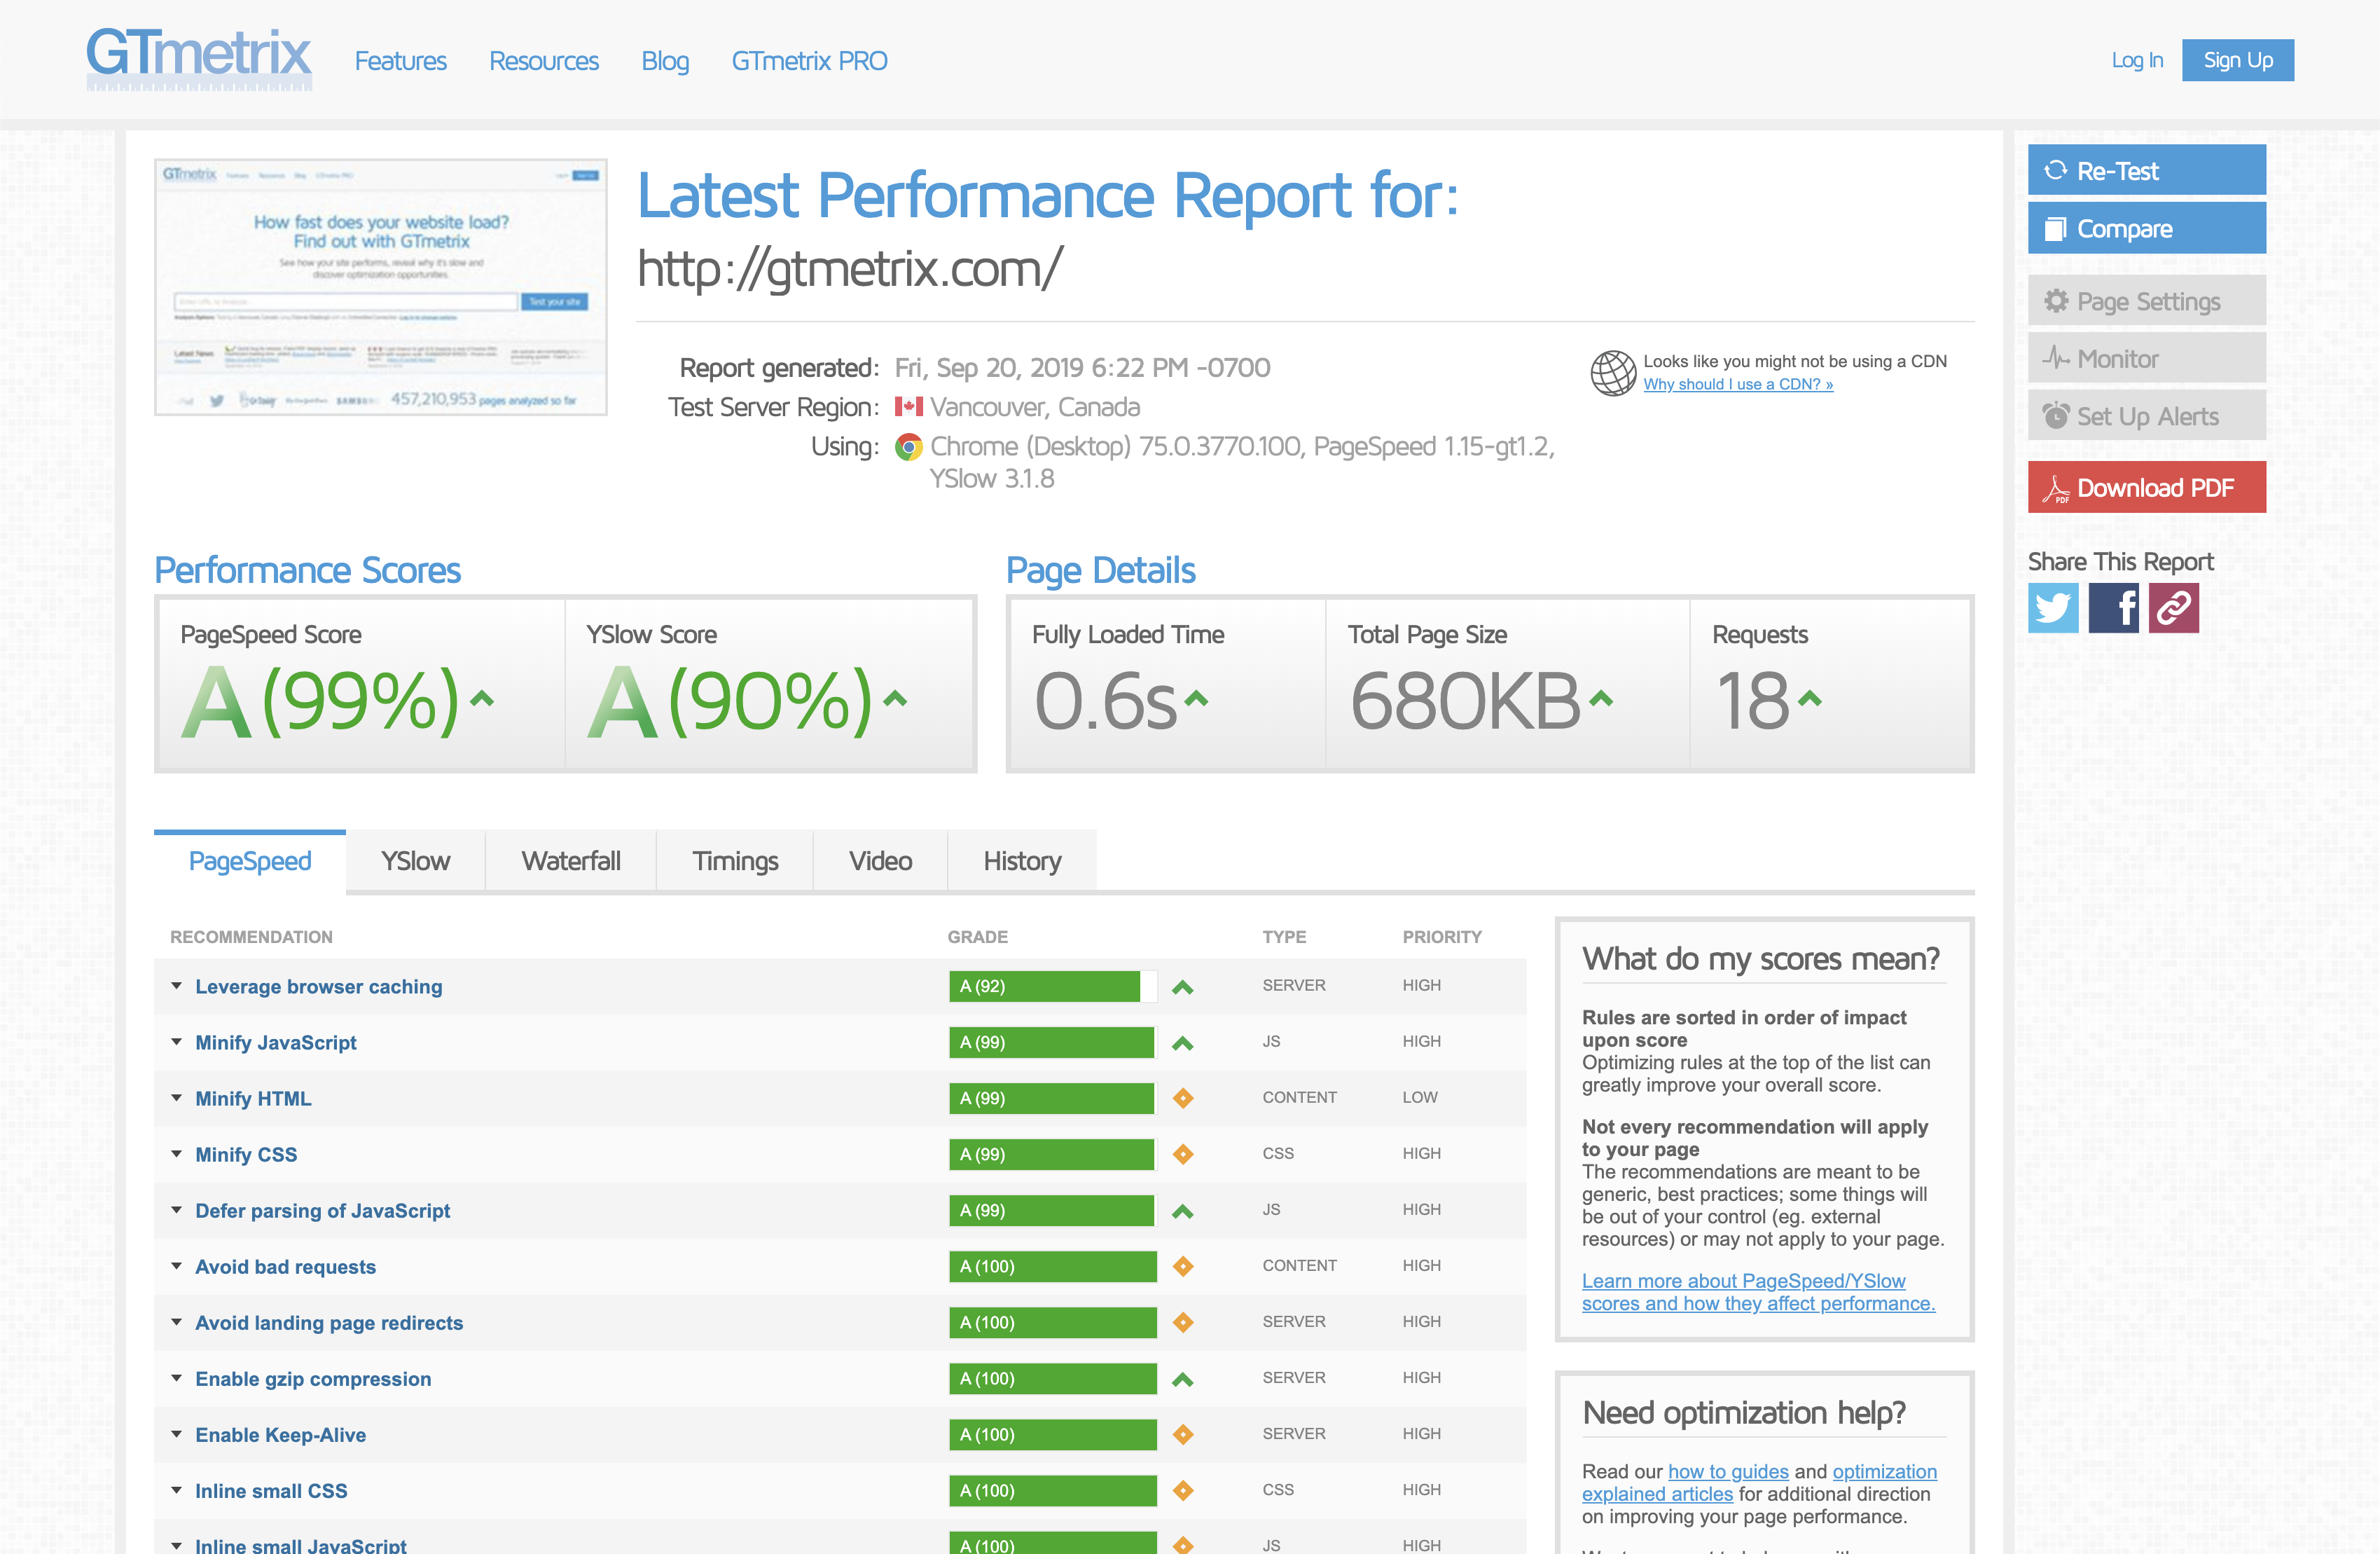 GTmetrix
Features
Resources
Blog
GTmetrix PRO
Log In
Sign Up
GTmetrix
How fast does your website load?
Find out with GTmetrix
See how your site performs, reveal why it's slow and
discover optimization opportunities.
Test your site
Latest News
457,210,953 pages analyzed so far
Latest Performance Report for:
http://gtmetrix.com/
Report generated: Fri, Sep 20, 2019 6:22 PM -0700
Test Server Region: Vancouver, Canada
Using: Chrome (Desktop) 75.0.3770.100, PageSpeed 1.15-gt1.2,
YSlow 3.1.8
Looks like you might not be using a CDN
Why should I use a CDN? »
Re-Test
Compare
Page Settings
Monitor
Set Up Alerts
PDF
Download PDF
Share This Report
Performance Scores
PageSpeed Score
A (99%)
YSlow Score
A (90%)
Page Details
Fully Loaded Time
0.6s
Total Page Size
680KB
Requests
18
PageSpeed
YSlow
Waterfall
Timings
Video
History
RECOMMENDATION GRADE TYPE PRIORITY
Leverage browser caching A (92) SERVER HIGH
Minify JavaScript A (99) JS HIGH
Minify HTML A (99) CONTENT LOW
Minify CSS A (99) CSS HIGH
Defer parsing of JavaScript A (99) JS HIGH
Avoid bad requests A (100) CONTENT HIGH
Avoid landing page redirects A (100) SERVER HIGH
Enable gzip compression A (100) SERVER HIGH
Enable Keep-Alive A (100) SERVER HIGH
Inline small CSS A (100) CSS HIGH
Inline small JavaScript A (100) JS HIGH
What do my scores mean?
Rules are sorted in order of impact
upon score
Optimizing rules at the top of the list can
greatly improve your overall score.
Not every recommendation will apply
to your page
The recommendations are meant to be
generic, best practices; some things will
be out of your control (eg. external
resources) or may not apply to your page.
Learn more about PageSpeed/YSlow
scores and how they affect performance.
Need optimization help?
Read our how to guides and optimization
explained articles for additional direction
on improving your page performance.